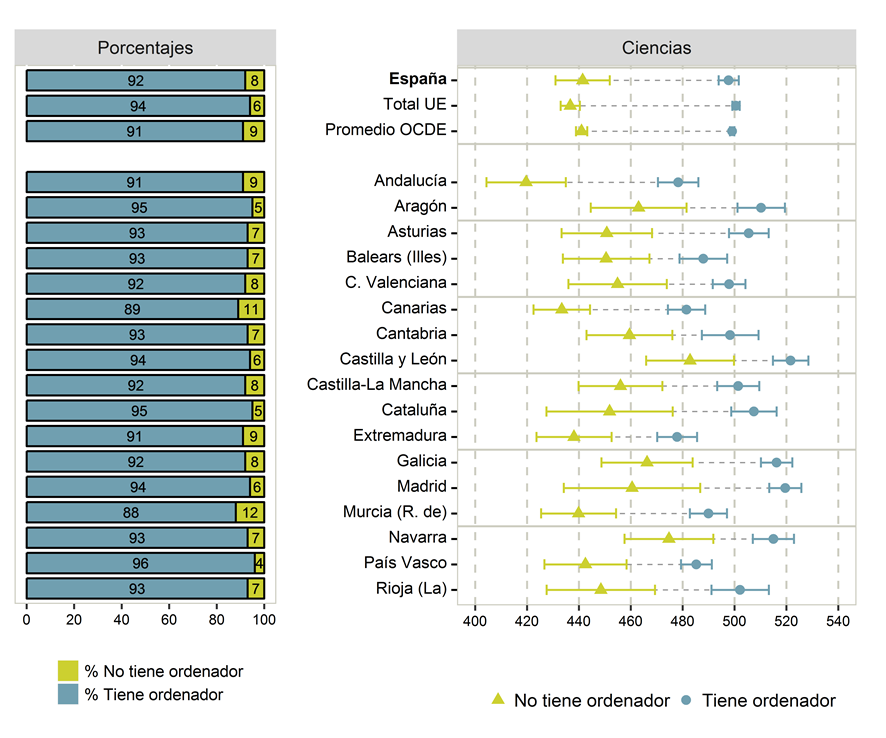 Porcentajes
Ciencias
92 8 España
94 6 Total UE
91 9 Promedio OCDE
91 9 Andalucía
95 5 Aragón
93 7 Asturias
93 7 Balears (Illes)
92 8 C. Valenciana
89 11 Canarias
93 7 Cantabria
94 6 Castilla y León
92 8 Castilla-La Mancha
95 5 Cataluña
91 9 Extremadura
92 8 Galicia
94 6 Madrid
88 12 Murcia (R. de)
93 7 Navarra
96 4 País Vasco
93 7 Rioja (La)
0 20 40 60 80 100
400 420 440 460 480 500 520 540
% No tiene ordenador
% Tiene ordenador
No tiene ordenador Tiene ordenador